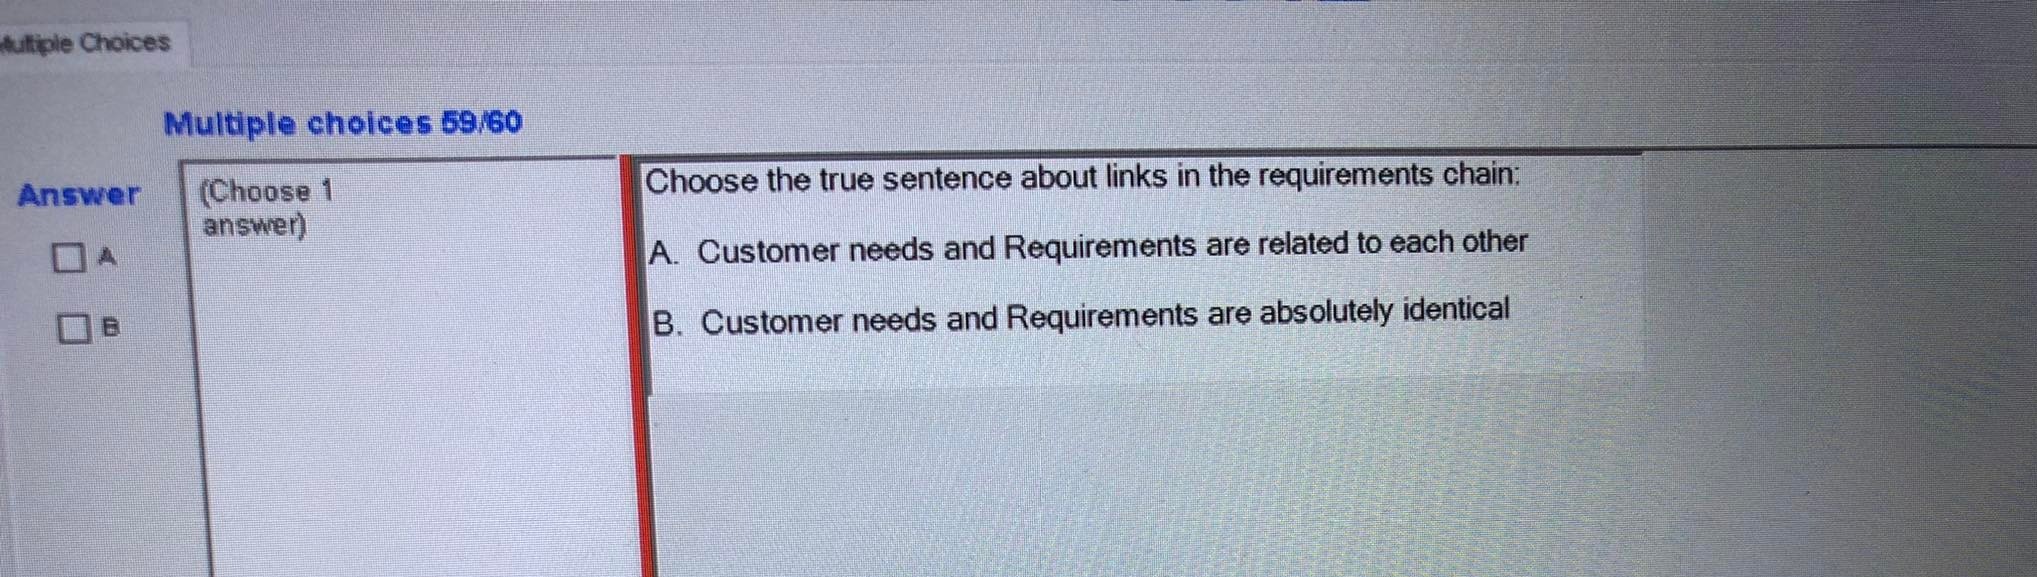 Multiple Choices
Multiple choices 59/60
Answer
(Choose 1
answer)
A
B
Choose the true sentence about links in the requirements chain:
A. Customer needs and Requirements are related to each other
B. Customer needs and Requirements are absolutely identical